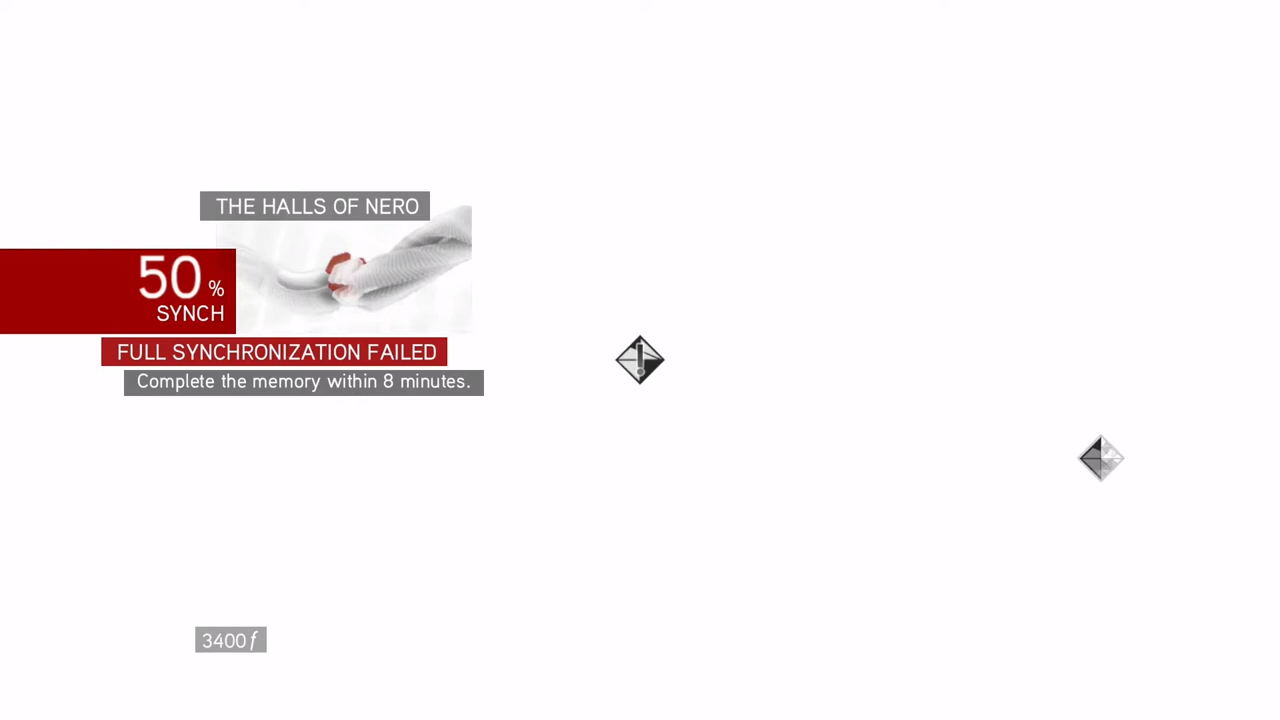 THE HALLS OF NERO
50 %
SYNCH
FULL SYNCHRONIZATION FAILED
Complete the memory within 8 minutes.
3400 ƒ